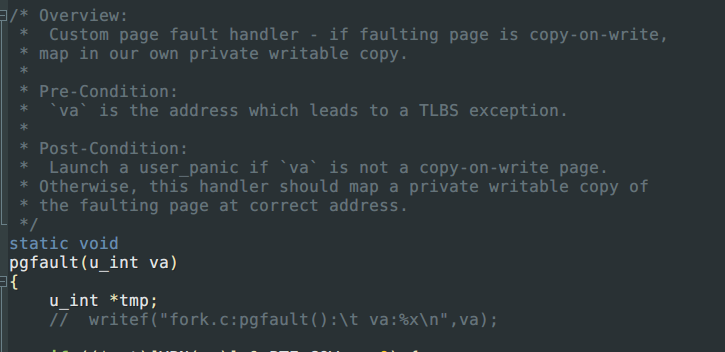 /* Overview:
 *  Custom page fault handler - if faulting page is copy-on-write,
 * map in our own private writable copy.
 *
 * Pre-Condition:
 *  `va` is the address which leads to a TLBS exception.
 *
 * Post-Condition:
 *  Launch a user_panic if `va` is not a copy-on-write page.
 * Otherwise, this handler should map a private writable copy of
 * the faulting page at correct address.
 */
static void
pgfault(u_int va)
{
    u_int *tmp;
    //  writef("fork.c:pgfault():\t va:%x\n",va);